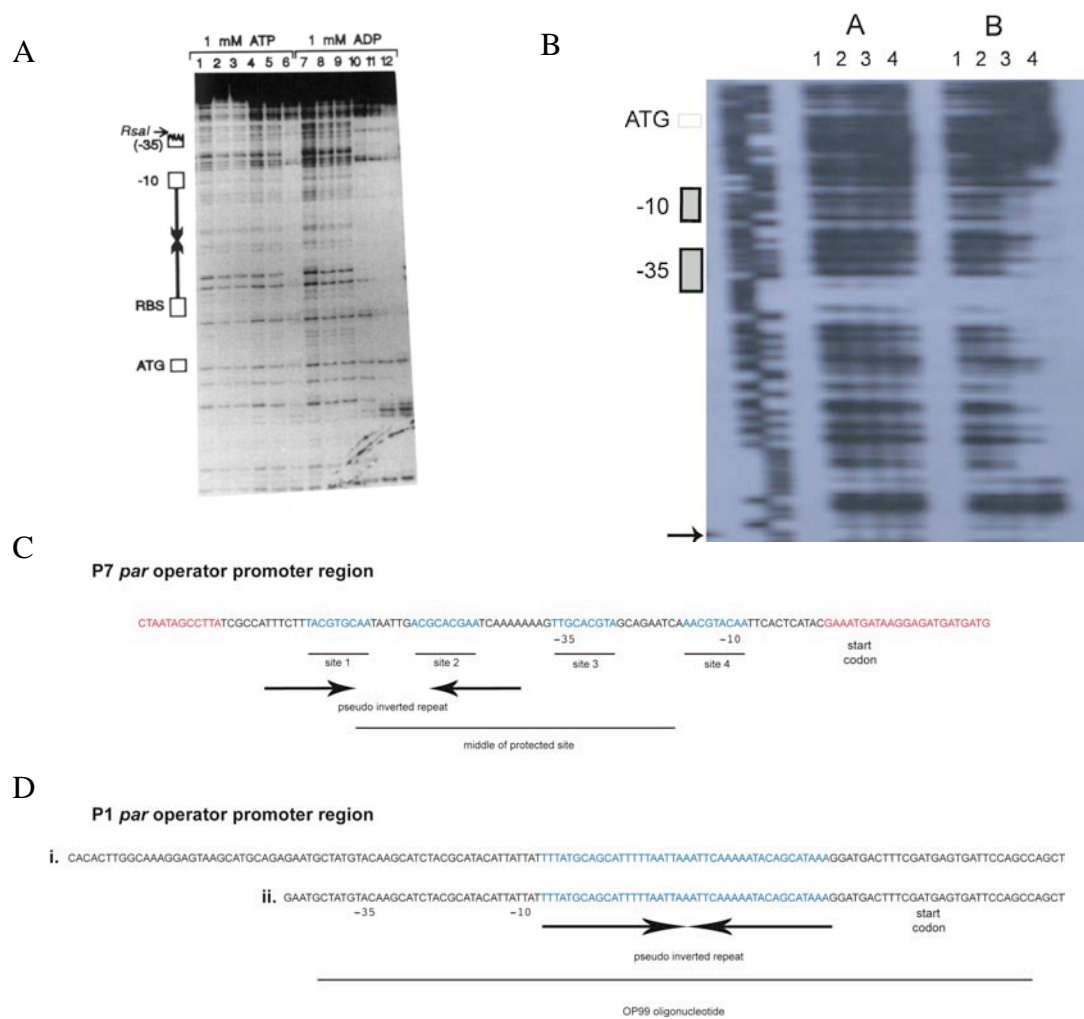 A
1 mM ATP 1 mM ADP
1 2 3 4 5 6 7 8 9 10 11 12
RsaI
(-35)
-10
RBS
ATG
B
A B
1 2 3 4 1 2 3 4
ATG
-10
-35
C
P7 par operator promoter region
CTAATAGCCTTATCGCCATTTCTTTACGTGCAATAATTGACGCACGAATCAAAAAAAGTTGCACGTAGCAGAATCAAACGTACAATTCACTCATACGAAATGATAAGGAGATGATGATG
-35 -10 start
codon
site 1 site 2 site 3 site 4
pseudo inverted repeat
middle of protected site
D
P1 par operator promoter region
i. CACACTTGGCAAAGGAGTAAGCATGCAGAGAATGCTATGTACAAGCATCTACGCATACATTATTATTTTATGCAGCATTTTTAATTAAATTCAAAAATACAGCATAAAGGATGACTTTCGATGAGTGATTCCAGCCAGCT
ii. GAATGCTATGTACAAGCATCTACGCATACATTATTATTTTATGCAGCATTTTTAATTAAATTCAAAAATACAGCATAAAGGATGACTTTCGATGAGTGATTCCAGCCAGCT
-35 -10 start
codon
pseudo inverted repeat
OP99 oligonucleotide